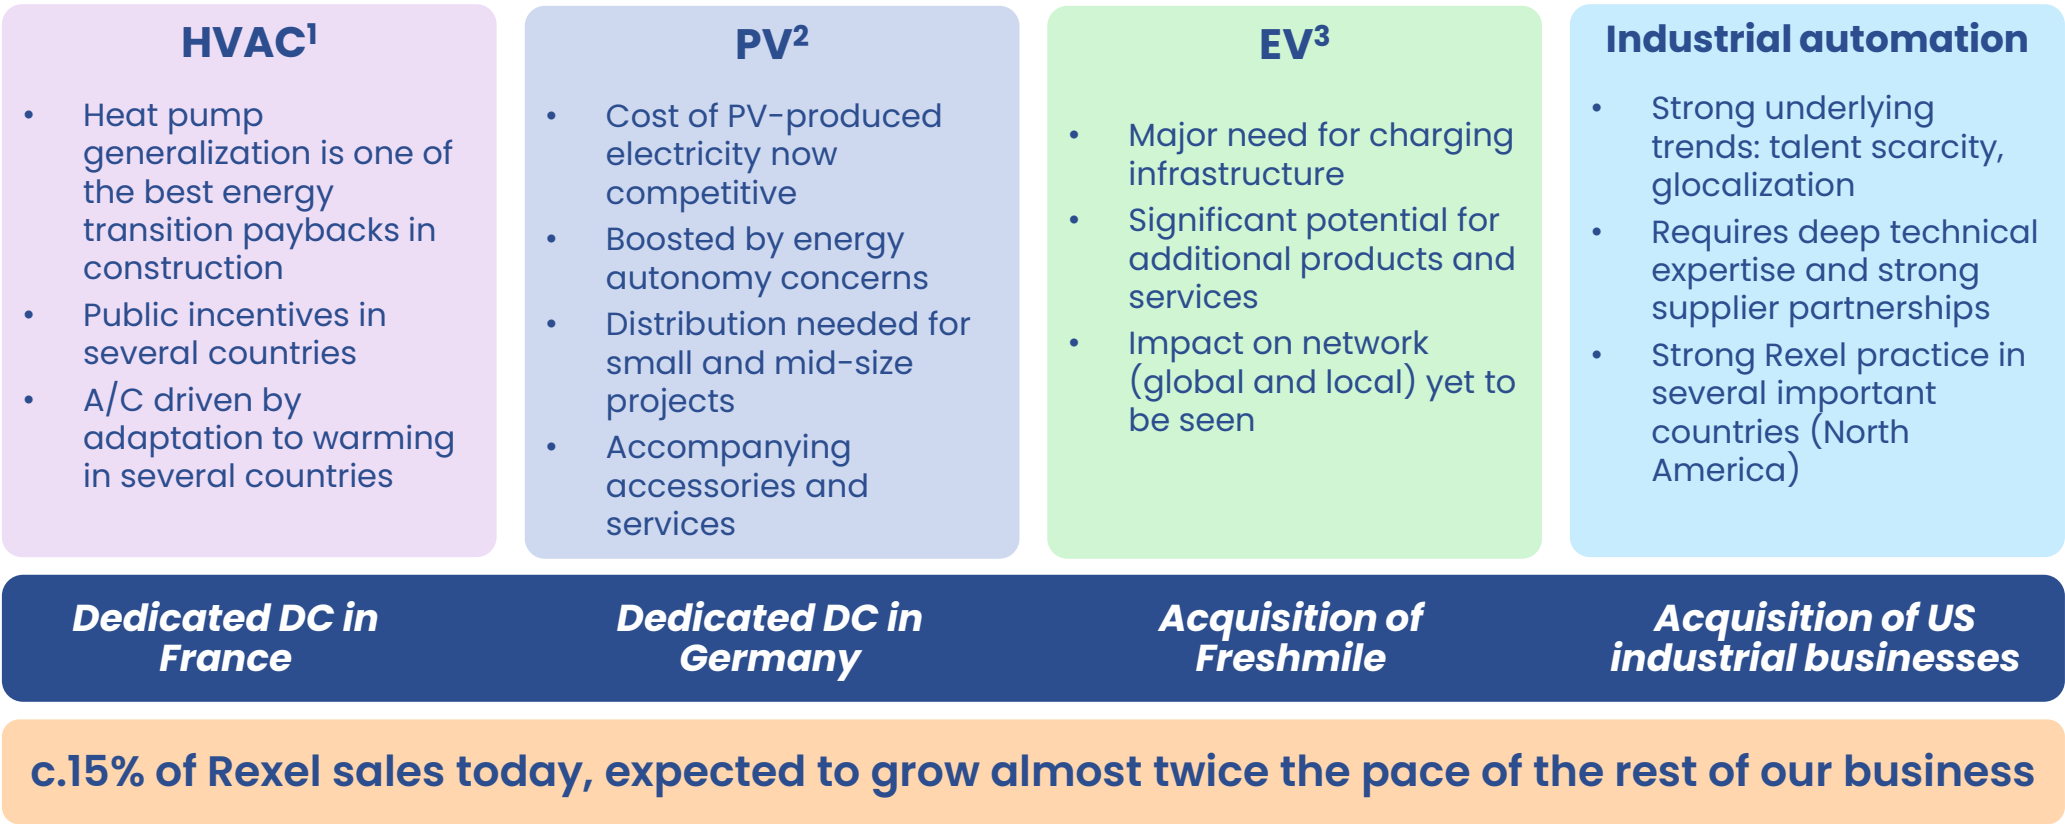 HVAC¹
• Heat pump
generalization is one of
the best energy
transition paybacks in
construction
• Public incentives in
several countries
• A/C driven by
adaptation to warming
in several countries
PV²
• Cost of PV-produced
electricity now
competitive
• Boosted by energy
autonomy concerns
• Distribution needed for
small and mid-size
projects
• Accompanying
accessories and
services
EV³
• Major need for charging
infrastructure
• Significant potential for
additional products and
services
• Impact on network
(global and local) yet to
be seen
Industrial automation
• Strong underlying
trends: talent scarcity,
glocalization
• Requires deep technical
expertise and strong
supplier partnerships
• Strong Rexel practice in
several important
countries (North
America)
Dedicated DC in
France
Dedicated DC in
Germany
Acquisition of
Freshmile
Acquisition of US
industrial businesses
c.15% of Rexel sales today, expected to grow almost twice the pace of the rest of our business